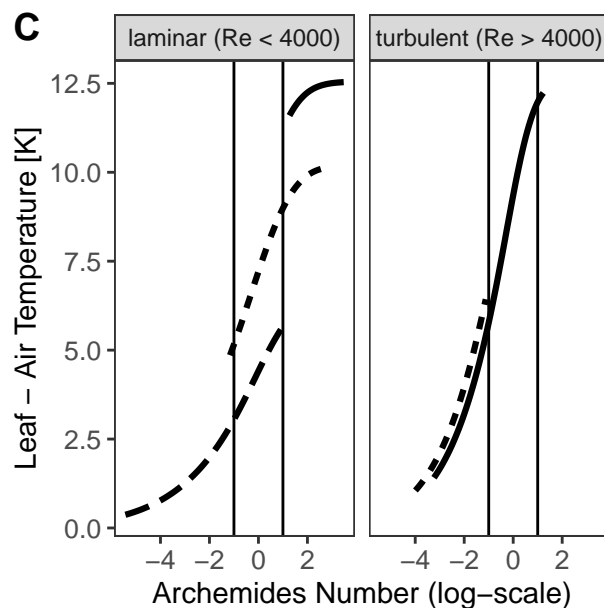 C
laminar (Re < 4000) turbulent (Re > 4000)
Leaf − Air Temperature [K]
12.5
10.0
7.5
5.0
2.5
0.0
−4 −2 0 2 −4 −2 0 2
Archemides Number (log−scale)